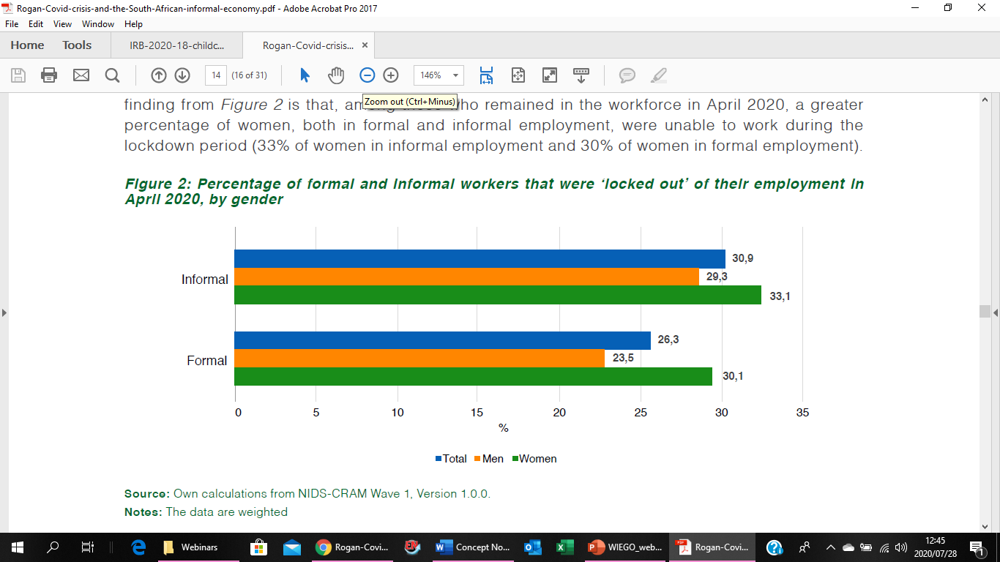 Rogan-Covid-crisis-and-the-South-African-informal-economy.pdf - Adobe Acrobat Pro 2017
File Edit View Window Help
Home Tools IRB-2020-18-childc... Rogan-Covid-crisis... ×
14 (16 of 31) 146%
Zoom out (Ctrl+Minus)
finding from Figure 2 is that, who remained in the workforce in April 2020, a greater
percentage of women, both in formal and informal employment, were unable to work during the
lockdown period (33% of women in informal employment and 30% of women in formal employment).
Figure 2: Percentage of formal and informal workers that were ‘locked out’ of their employment in
April 2020, by gender
30,9
Informal 29,3
33,1
26,3
Formal 23,5
30,1
0 5 10 15 20 25 30 35
%
Total Men Women
Source: Own calculations from NIDS-CRAM Wave 1, Version 1.0.0.
Notes: The data are weighted
Webinars Rogan-Covi... Concept No... WIEGO_web... Rogan-Covi...
12:45
2020/07/28
1